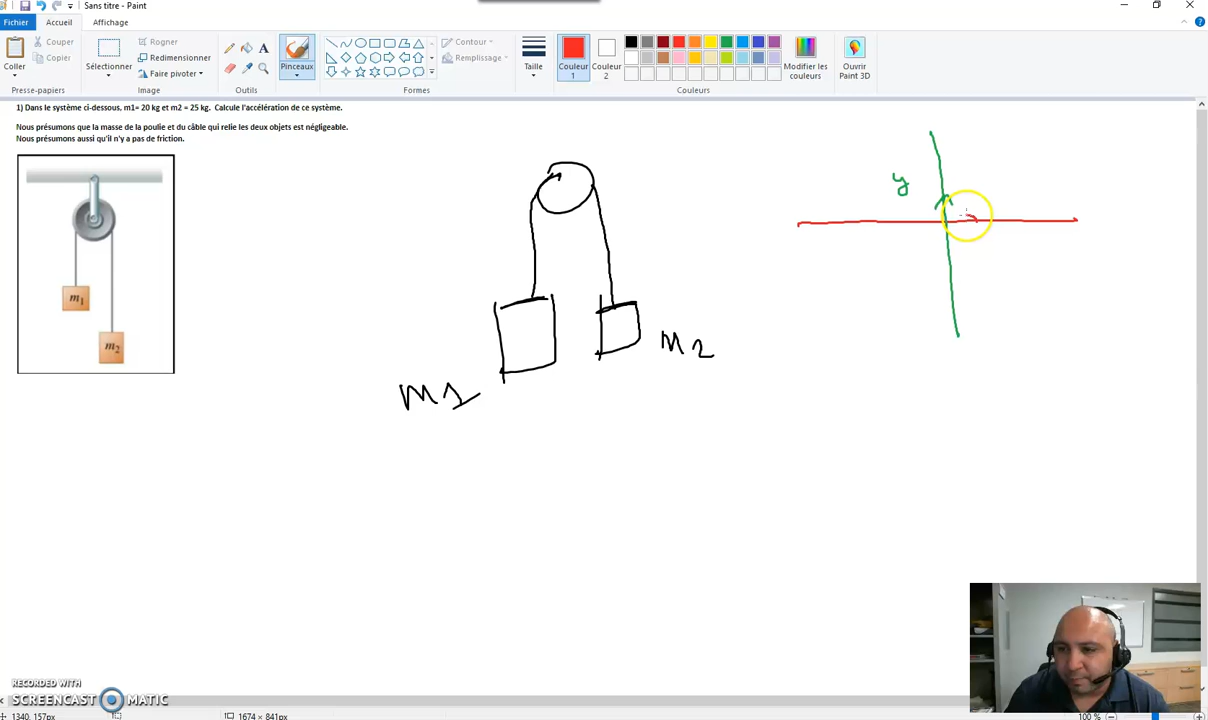 Sans titre - Paint
Fichier Accueil Affichage
Coller
Couper
Copier
Presse-papiers
Sélectionner
Rogner
Redimensionner
Faire pivoter
Image
A
Outils
Pinceaux
Contour
Remplissage
Formes
Taille
Couleur 1
Couleur 2
Modifier les couleurs
Couleurs
Ouvrir Paint 3D
1) Dans le système ci-dessous, m1= 20 kg et m2 = 25 kg. Calcule l'accélération de ce système.
Nous présumons que la masse de la poulie et du câble qui relie les deux objets est négligeable.
Nous présumons aussi qu'il n'y a pas de friction.
m1
m2
y
M2
M1
RECORDED WITH
SCREENCAST MATIC
1340, 157px
1674 × 841px
100 %